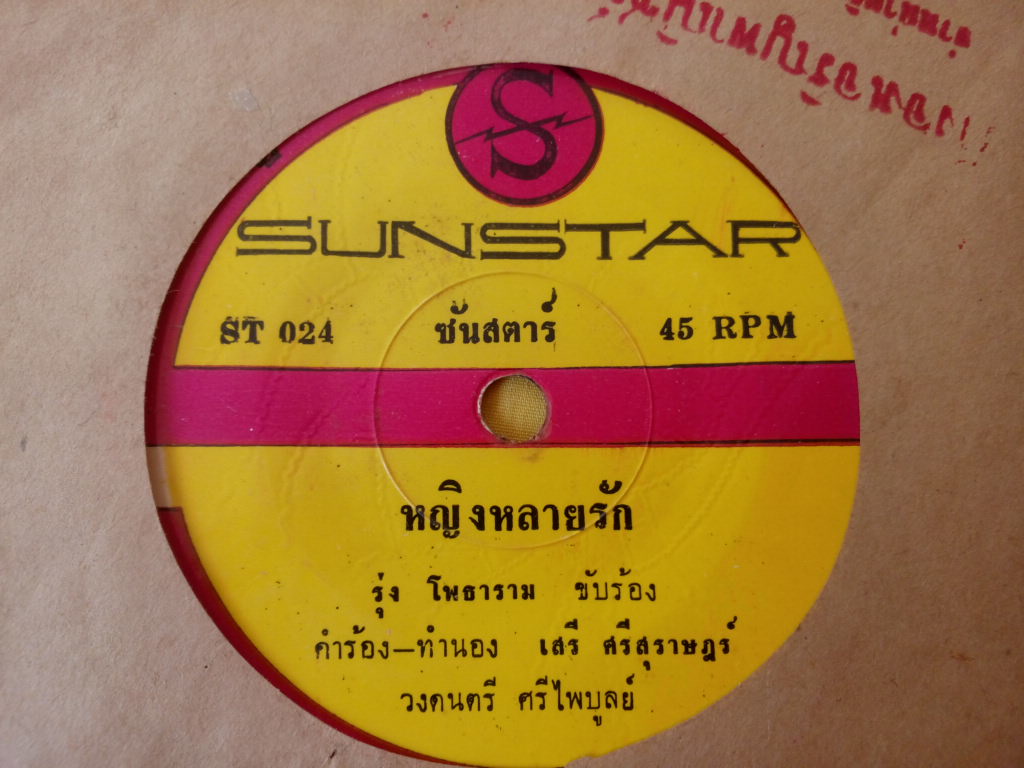 S
SUNSTAR
ST 024 ซันสตาร์ 45 RPM
หญิงหลายรัก
รุ่ง โพธาราม ขับร้อง
คำร้อง–ทำนอง เสรี ศรีสุราษฎร์
วงดนตรี ศรีไพบูลย์